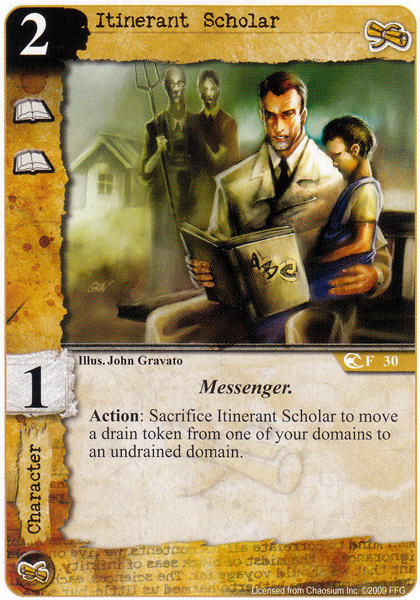 2
Itinerant Scholar
ABC
Illus. John Gravato
F 30
1
Messenger.
Action: Sacrifice Itinerant Scholar to move
a drain token from one of your domains to
an undrained domain.
Character
Licensed from Chaosium Inc. ©2009 FFG